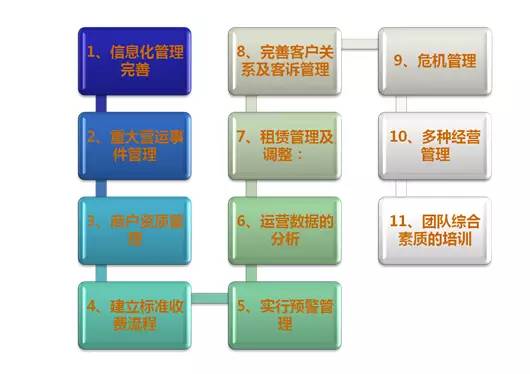 1、信息化管理
完善
2、重大营运事
件管理
3、商户资质管
理
4、建立标准收
费流程
5、实行预警管
理
6、运营数据的
分析
7、租赁管理及
调整：
8、完善客户关
系及客诉管理
9、危机管理
10、多种经营
管理
11、团队综合
素质的培训